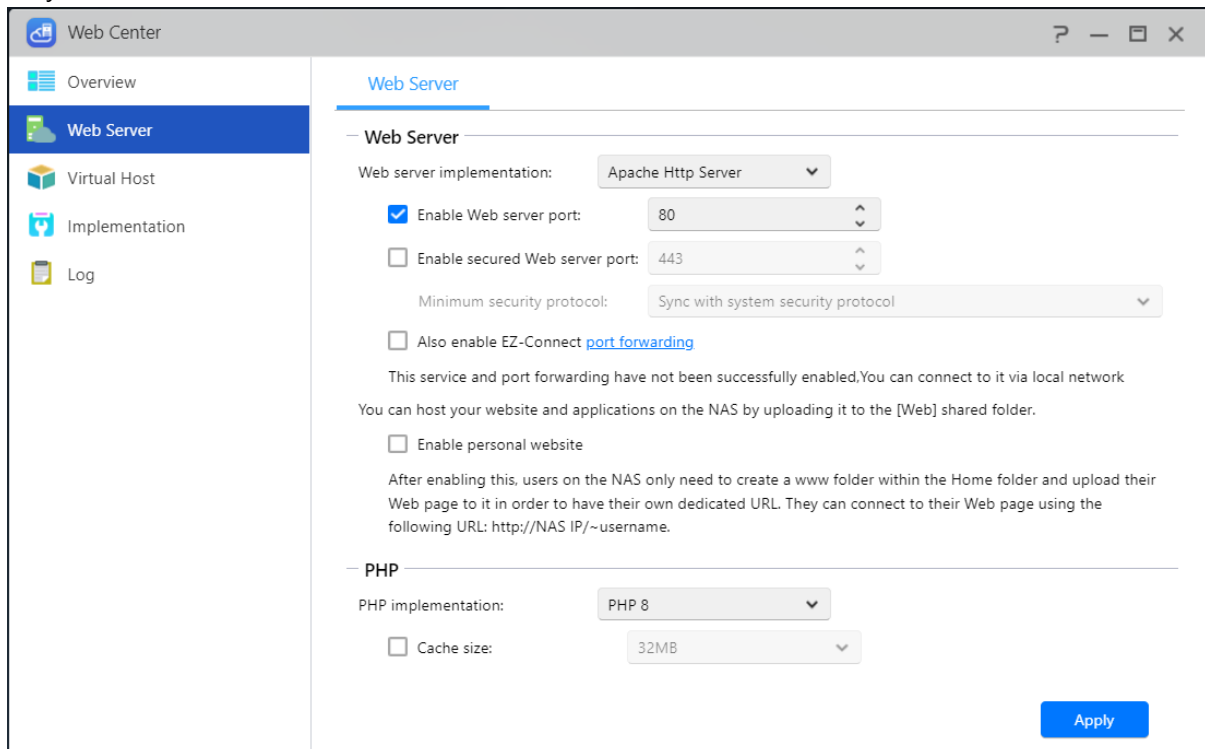 Web Center
Overview
Web Server
Virtual Host
Implementation
Log
Web Server
Web Server
Web server implementation: Apache Http Server
Enable Web server port: 80
Enable secured Web server port: 443
Minimum security protocol: Sync with system security protocol
Also enable EZ-Connect port forwarding
This service and port forwarding have not been successfully enabled,You can connect to it via local network
You can host your website and applications on the NAS by uploading it to the [Web] shared folder.
Enable personal website
After enabling this, users on the NAS only need to create a www folder within the Home folder and upload their
Web page to it in order to have their own dedicated URL. They can connect to their Web page using the
following URL: http://NAS IP/~username.
PHP
PHP implementation: PHP 8
Cache size: 32MB
Apply